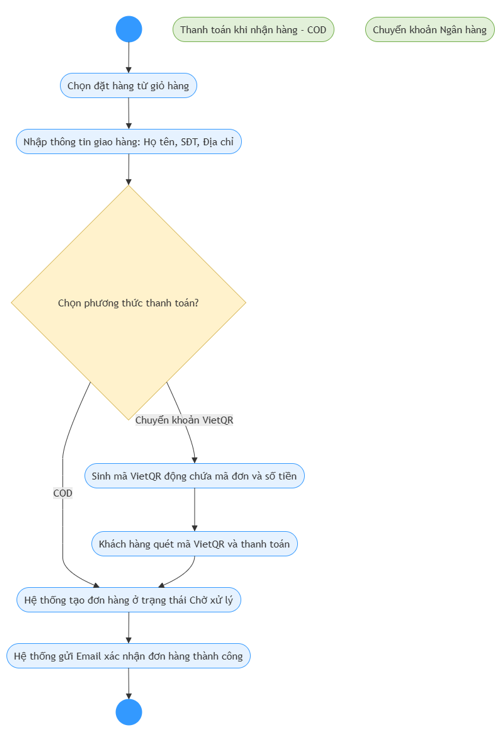 Thanh toán khi nhận hàng - COD
Chuyển khoản Ngân hàng
Chọn đặt hàng từ giỏ hàng
Nhập thông tin giao hàng: Họ tên, SĐT, Địa chỉ
Chọn phương thức thanh toán?
Chuyển khoản VietQR
Sinh mã VietQR động chứa mã đơn và số tiền
COD
Khách hàng quét mã VietQR và thanh toán
Hệ thống tạo đơn hàng ở trạng thái Chờ xử lý
Hệ thống gửi Email xác nhận đơn hàng thành công